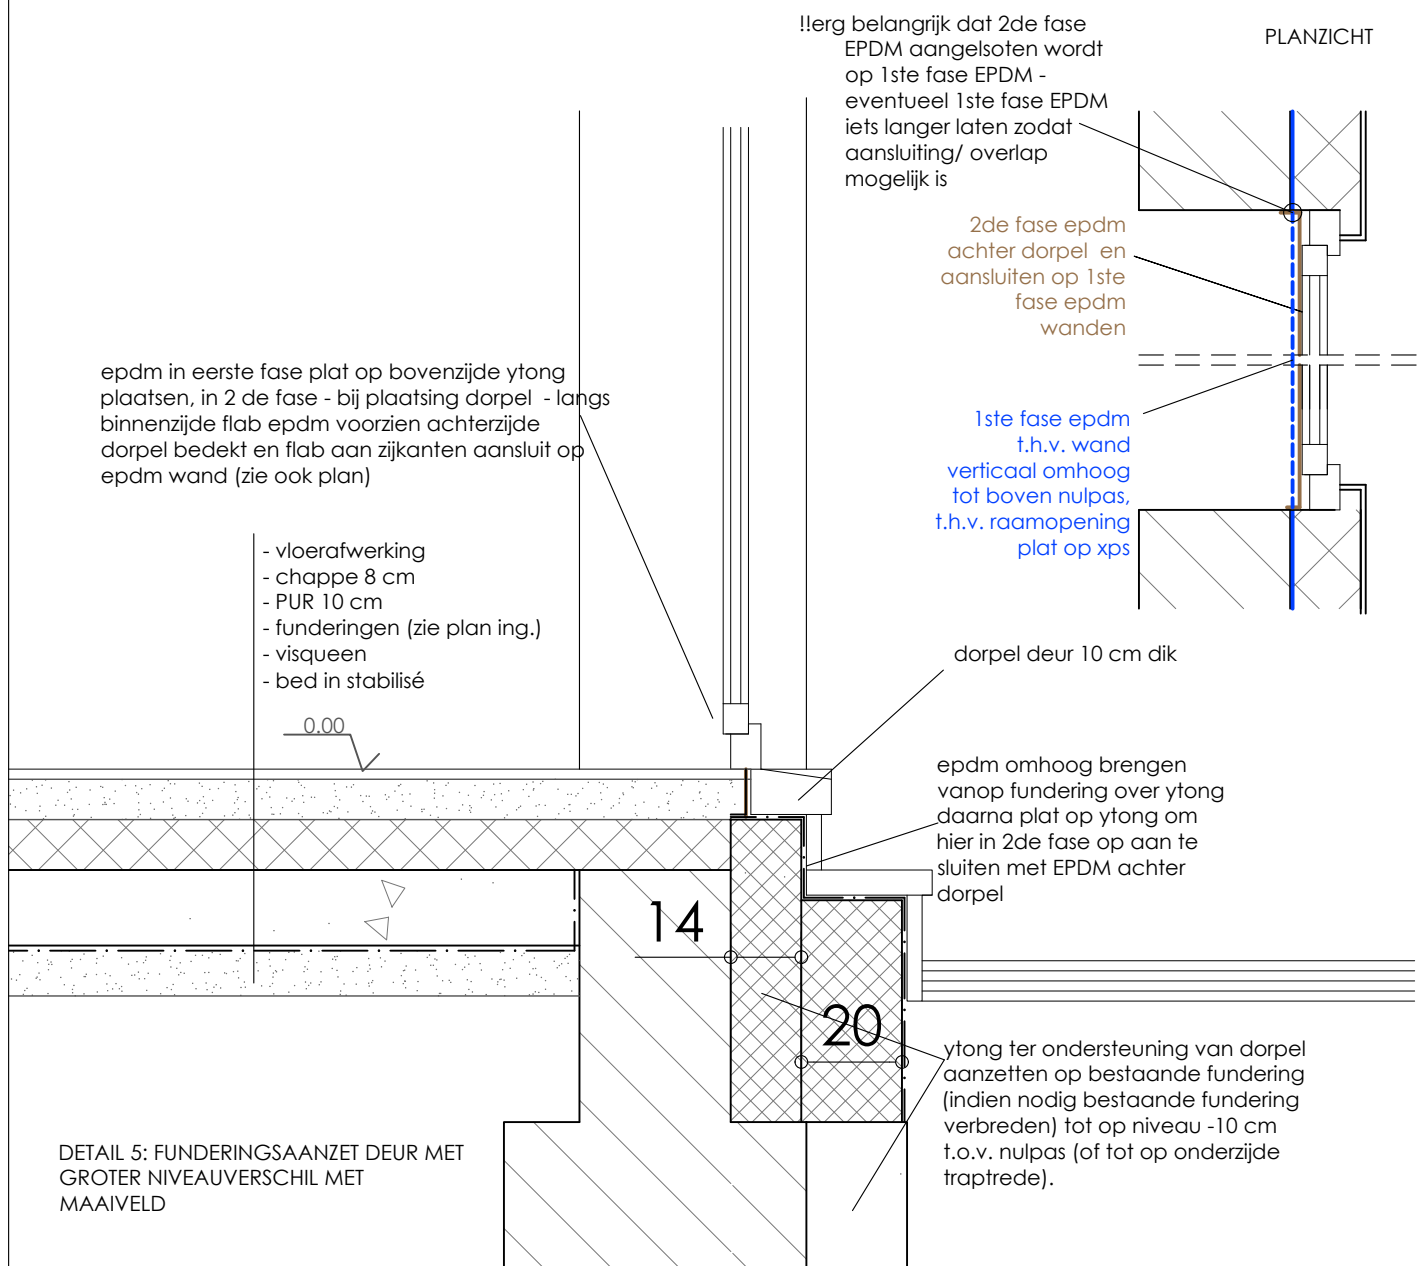 !!erg belangrijk dat 2de fase
EPDM aangelsoten wordt
op 1ste fase EPDM -
eventueel 1ste fase EPDM
iets langer laten zodat
aansluiting/ overlap
mogelijk is
PLANZICHT
2de fase epdm
achter dorpel en
aansluiten op 1ste
fase epdm
wanden
epdm in eerste fase plat op bovenzijde ytong
plaatsen, in 2 de fase - bij plaatsing dorpel - langs
binnenzijde flab epdm voorzien achterzijde
dorpel bedekt en flab aan zijkanten aansluit op
epdm wand (zie ook plan)
1ste fase epdm
t.h.v. wand
verticaal omhoog
tot boven nulpas,
t.h.v. raamopening
plat op xps
- vloerafwerking
- chappe 8 cm
- PUR 10 cm
- funderingen (zie plan ing.)
- visqueen
- bed in stabilisé
0.00
dorpel deur 10 cm dik
epdm omhoog brengen
vanop fundering over ytong
daarna plat op ytong om
hier in 2de fase op aan te
sluiten met EPDM achter
dorpel
14
20
ytong ter ondersteuning van dorpel
aanzetten op bestaande fundering
(indien nodig bestaande fundering
verbreden) tot op niveau -10 cm
t.o.v. nulpas (of tot op onderzijde
traptrede).
DETAIL 5: FUNDERINGSAANZET DEUR MET
GROTER NIVEAUVERSCHIL MET
MAAIVELD